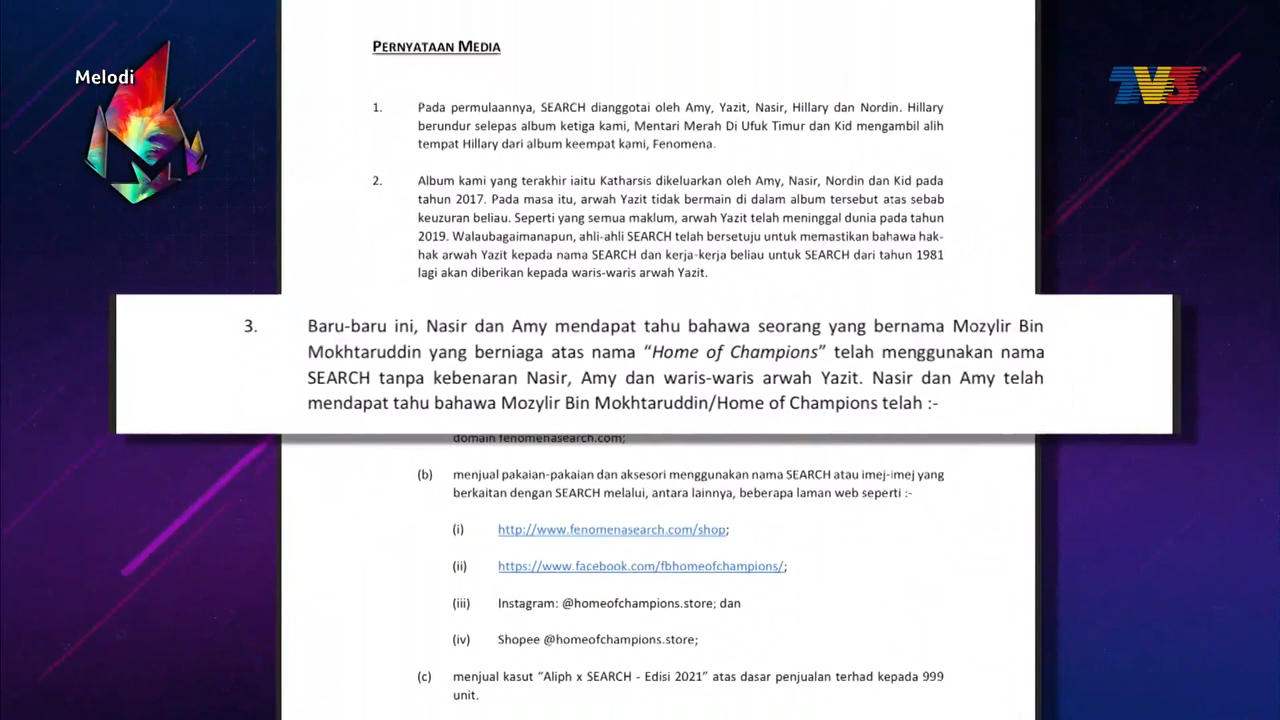 PERNYATAAN MEDIA
Melodi
TV3
1. Pada permulaannya, SEARCH dianggotai oleh Amy, Yazit, Nasir, Hillary dan Nordin. Hillary
berundur selepas album ketiga kami, Mentari Merah Di Ufuk Timur dan Kid mengambil alih
tempat Hillary dari album keempat kami, Fenomena.
2. Album kami yang terakhir iaitu Katharsis dikeluarkan oleh Amy, Nasir, Nordin dan Kid pada
tahun 2017. Pada masa itu, arwah Yazit tidak bermain di dalam album tersebut atas sebab
keuzuran beliau. Seperti yang semua maklum, arwah Yazit telah meninggal dunia pada tahun
2019. Walaubagaimanapun, ahli-ahli SEARCH telah bersetuju untuk memastikan bahawa hak-
hak arwah Yazit kepada nama SEARCH dan kerja-kerja beliau untuk SEARCH dari tahun 1981
lagi akan diberikan kepada waris-waris arwah Yazit.
3. Baru-baru ini, Nasir dan Amy mendapat tahu bahawa seorang yang bernama Mozylir Bin
Mokhtaruddin yang berniaga atas nama “Home of Champions” telah menggunakan nama
SEARCH tanpa kebenaran Nasir, Amy dan waris-waris arwah Yazit. Nasir dan Amy telah
mendapat tahu bahawa Mozylir Bin Mokhtaruddin/Home of Champions telah :-
domain fenomenasearch.com;
(b) menjual pakaian-pakaian dan aksesori menggunakan nama SEARCH atau imej-imej yang
berkaitan dengan SEARCH melalui, antara lainnya, beberapa laman web seperti :-
(i) http://www.fenomenasearch.com/shop;
(ii) https://www.facebook.com/fbhomeofchampions/;
(iii) Instagram: @homeofchampions.store; dan
(iv) Shopee @homeofchampions.store;
(c) menjual kasut “Aliph x SEARCH - Edisi 2021” atas dasar penjualan terhad kepada 999
unit.